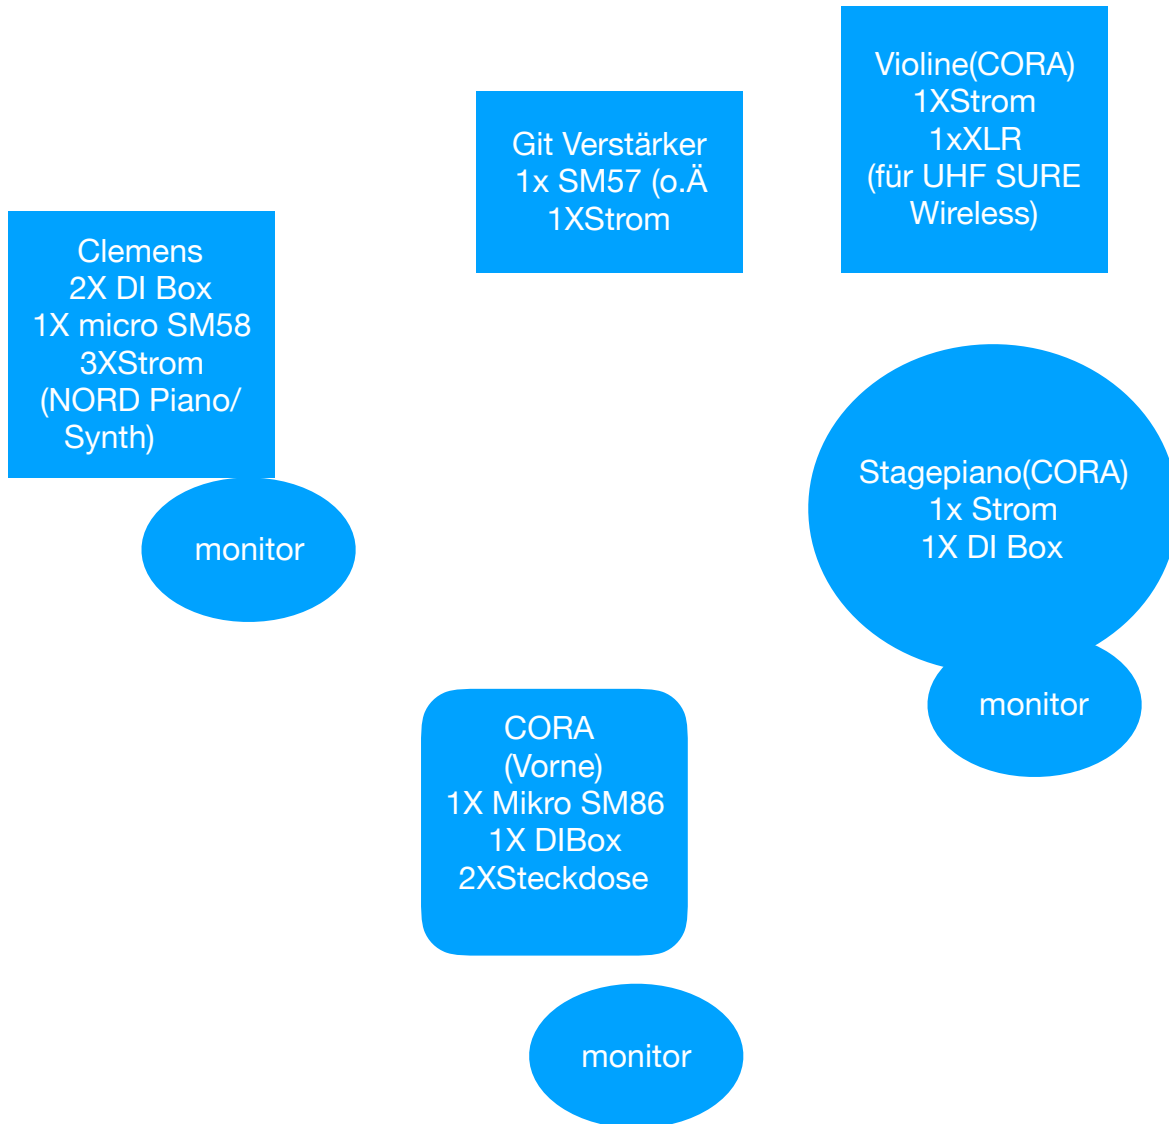 Violine(CORA)
1XStrom
1xXLR
(für UHF SURE
Wireless)
Git Verstärker
1x SM57 (o.Ä
1XStrom
Clemens
2X DI Box
1X micro SM58
3XStrom
(NORD Piano/
Synth)
monitor
Stagepiano(CORA)
1x Strom
1X DI Box
monitor
CORA
(Vorne)
1X Mikro SM86
1X DIBox
2XSteckdose
monitor